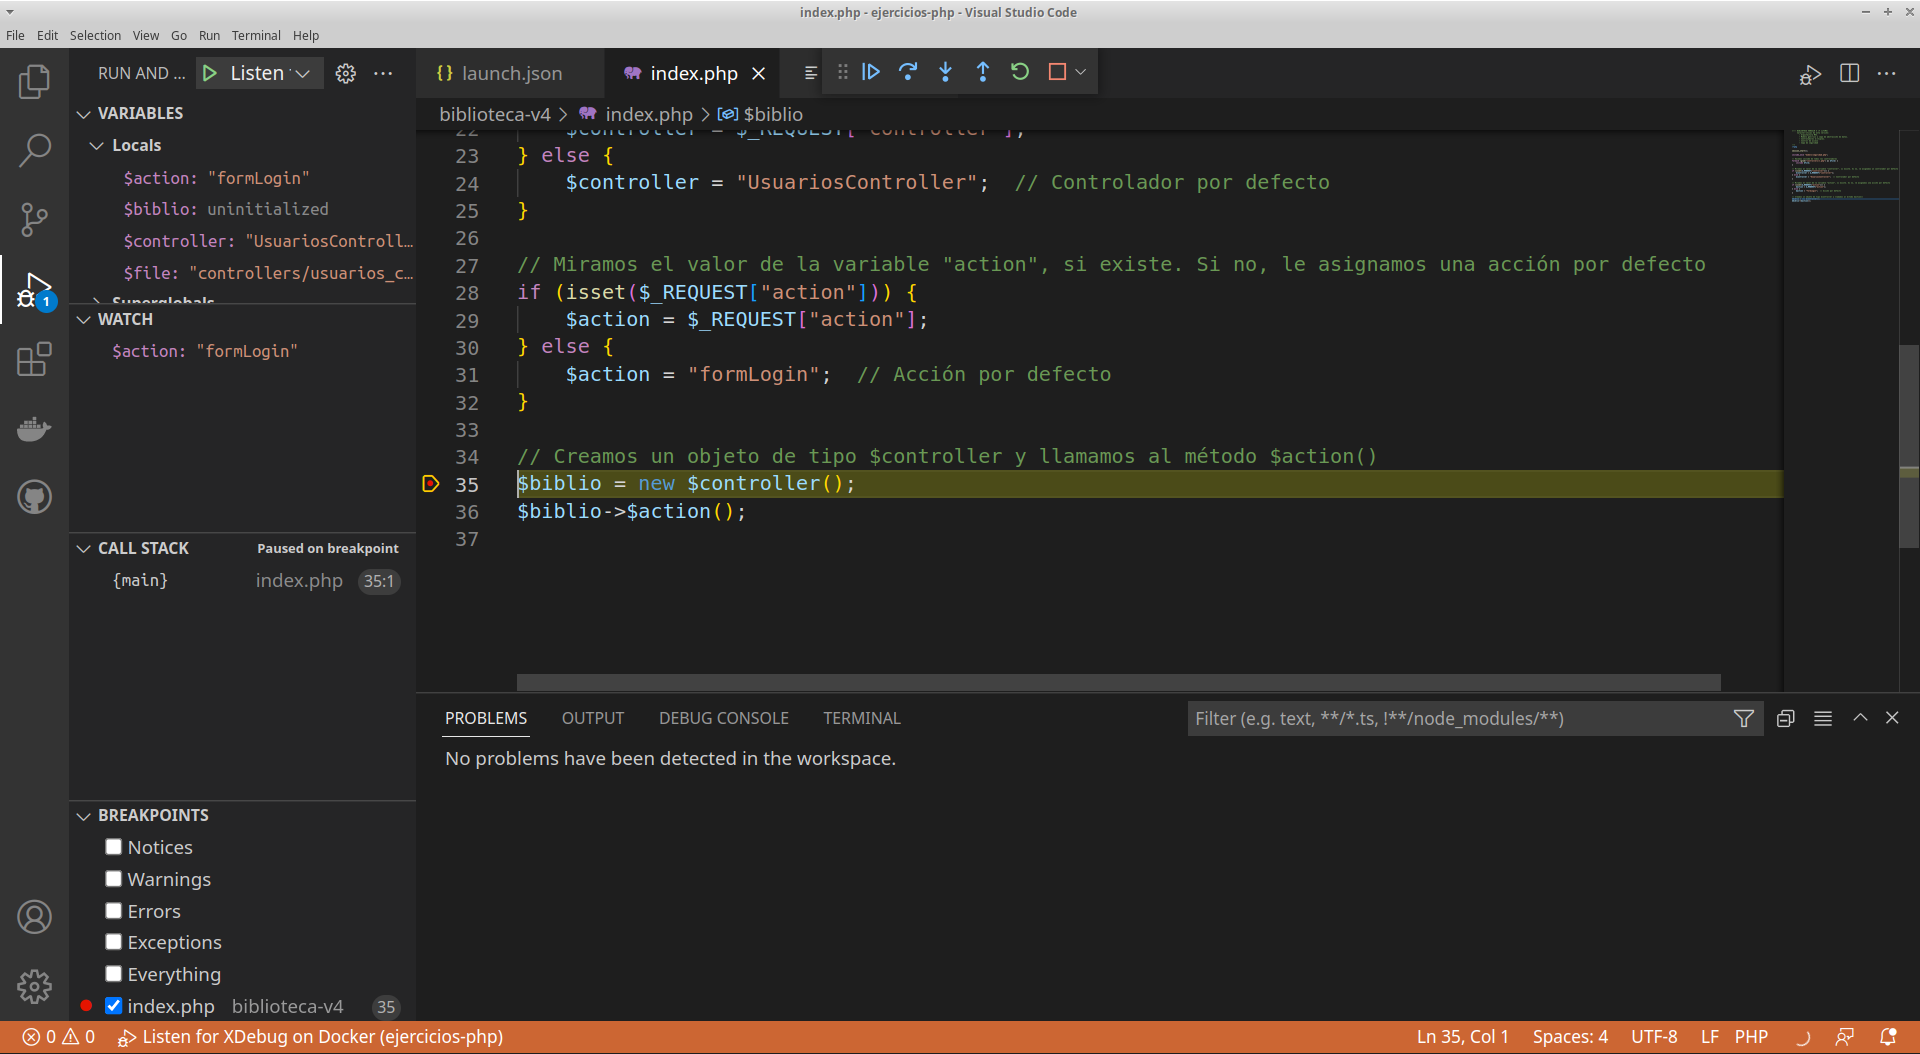 index.php - ejercicios-php - Visual Studio Code
File Edit Selection View Go Run Terminal Help
RUN AND ... Listen
launch.json index.php
biblioteca-v4 > index.php > $biblio
VARIABLES
Locals
$action: "formLogin"
$biblio: uninitialized
$controller: "UsuariosControll…
$file: "controllers/usuarios_c…
Superglobals
WATCH
$action: "formLogin"
CALL STACK Paused on breakpoint
{main} index.php 35:1
BREAKPOINTS
Notices
Warnings
Errors
Exceptions
Everything
index.php biblioteca-v4 35
22 $controller = $_REQUEST["controller"];
23 } else {
24 $controller = "UsuariosController"; // Controlador por defecto
25 }
26
27 // Miramos el valor de la variable "action", si existe. Si no, le asignamos una acción por defecto
28 if (isset($_REQUEST["action"])) {
29 $action = $_REQUEST["action"];
30 } else {
31 $action = "formLogin"; // Acción por defecto
32 }
33
34 // Creamos un objeto de tipo $controller y llamamos al método $action()
35 $biblio = new $controller();
36 $biblio->$action();
37
PROBLEMS OUTPUT DEBUG CONSOLE TERMINAL
Filter (e.g. text, **/*.ts, !**/node_modules/**)
No problems have been detected in the workspace.
1
0 0 Listen for XDebug on Docker (ejercicios-php)
Ln 35, Col 1 Spaces: 4 UTF-8 LF PHP